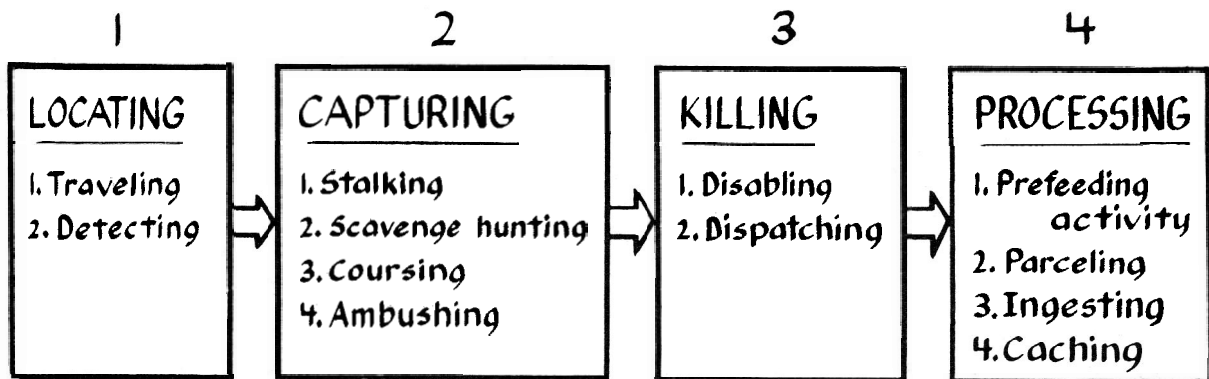 1
LOCATING
1. Traveling
2. Detecting
2
CAPTURING
1. Stalking
2. Scavenge hunting
3. Coursing
4. Ambushing
3
KILLING
1. Disabling
2. Dispatching
4
PROCESSING
1. Prefeeding
activity
2. Parceling
3. Ingesting
4. Caching